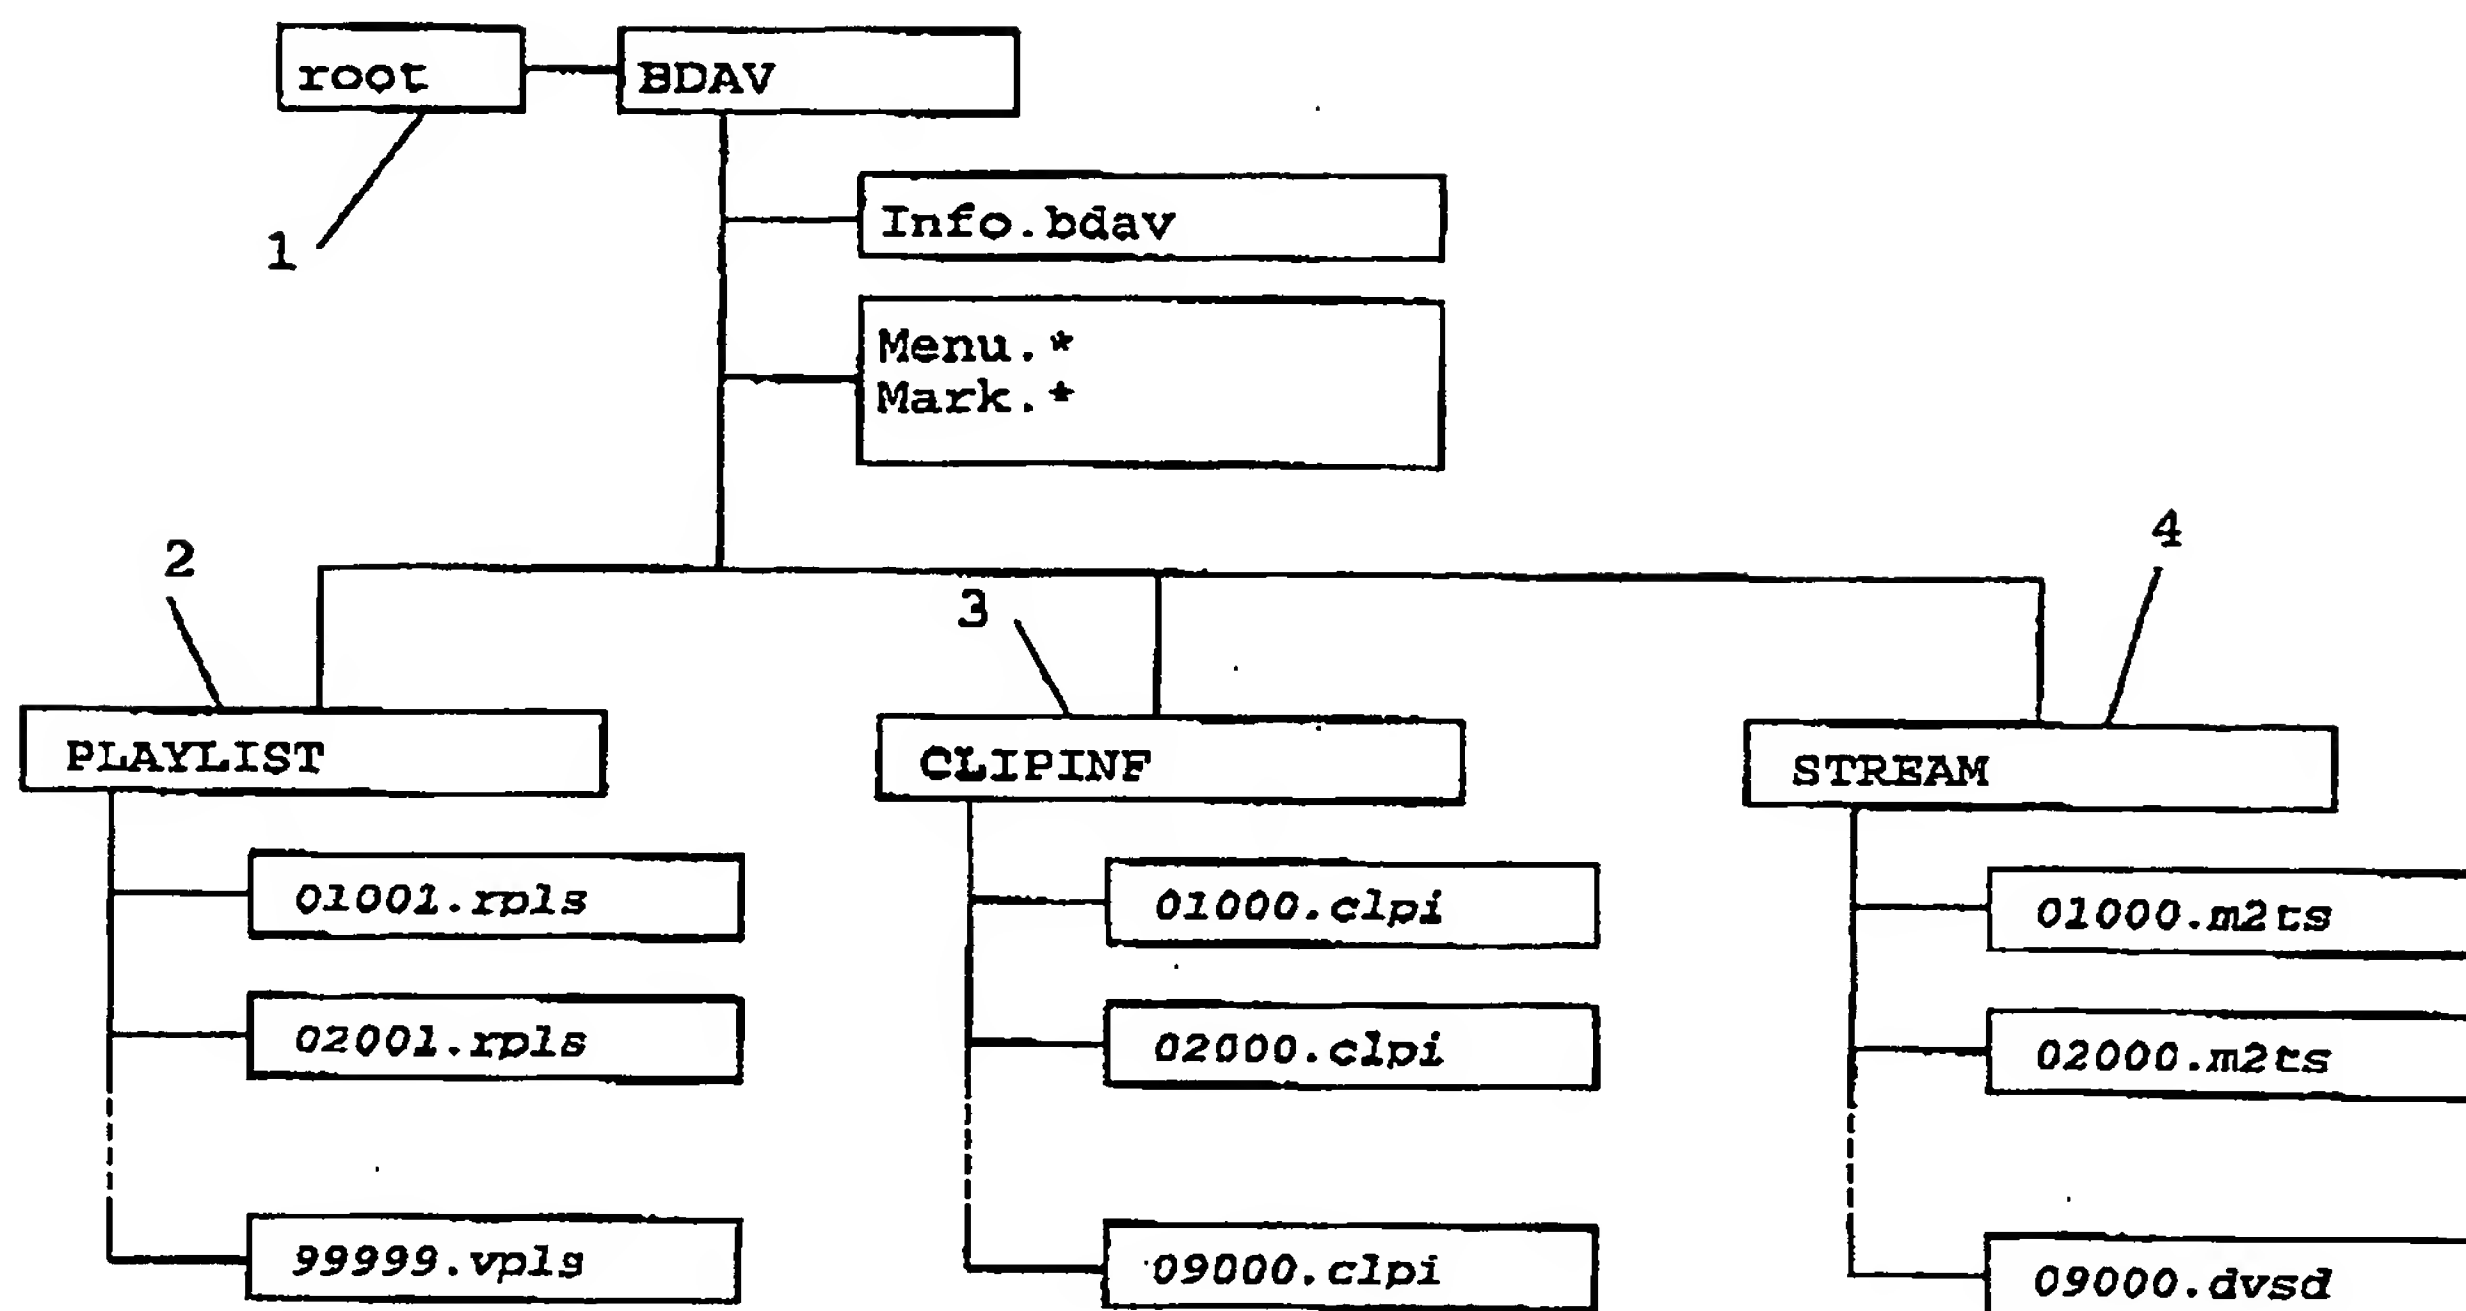 root
BDAV
1
Info.bdav
Menu.*
Mark.*
2
3
4
PLAYLIST
CLIPINF
STREAM
01001.rpls
01000.clpi
01000.m2ts
02001.rpls
02000.clpi
02000.m2ts
99999.vpls
09000.clpi
09000.dvsd